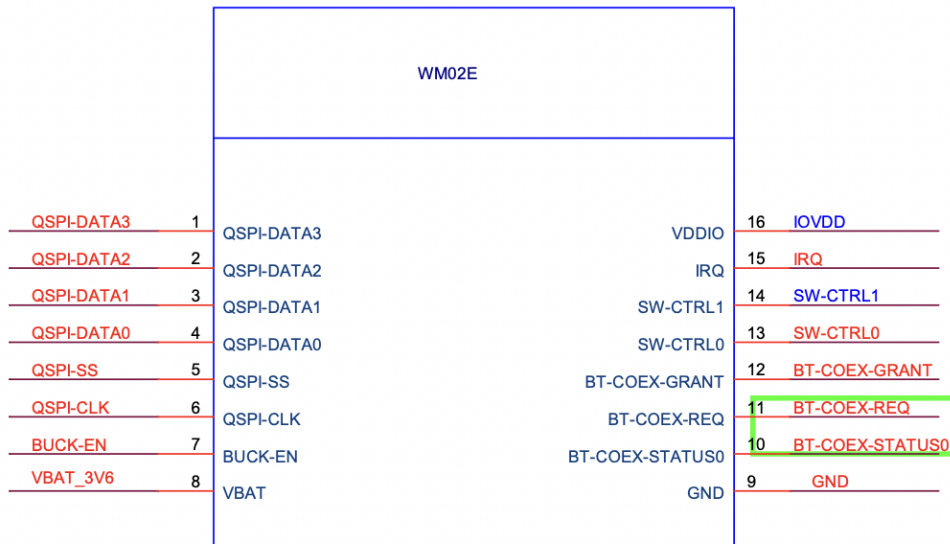 WM02E
QSPI-DATA3 1 QSPI-DATA3 VDDIO 16 IOVDD
QSPI-DATA2 2 QSPI-DATA2 IRQ 15 IRQ
QSPI-DATA1 3 QSPI-DATA1 SW-CTRL1 14 SW-CTRL1
QSPI-DATA0 4 QSPI-DATA0 SW-CTRL0 13 SW-CTRL0
QSPI-SS 5 QSPI-SS BT-COEX-GRANT 12 BT-COEX-GRANT
QSPI-CLK 6 QSPI-CLK BT-COEX-REQ 11 BT-COEX-REQ
BUCK-EN 7 BUCK-EN BT-COEX-STATUS0 10 BT-COEX-STATUS0
VBAT_3V6 8 VBAT GND 9 GND